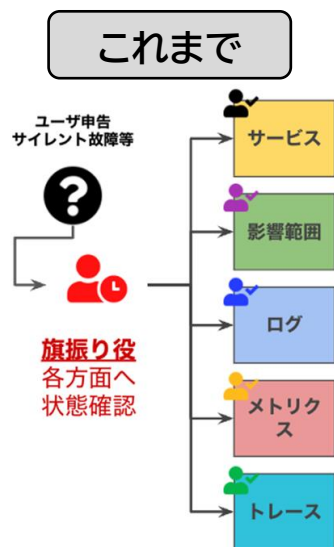 これまで
ユーザ申告
サイレント故障等
?
旗振り役
各方面へ
状態確認
サービス
影響範囲
ログ
メトリク
ス
トレース